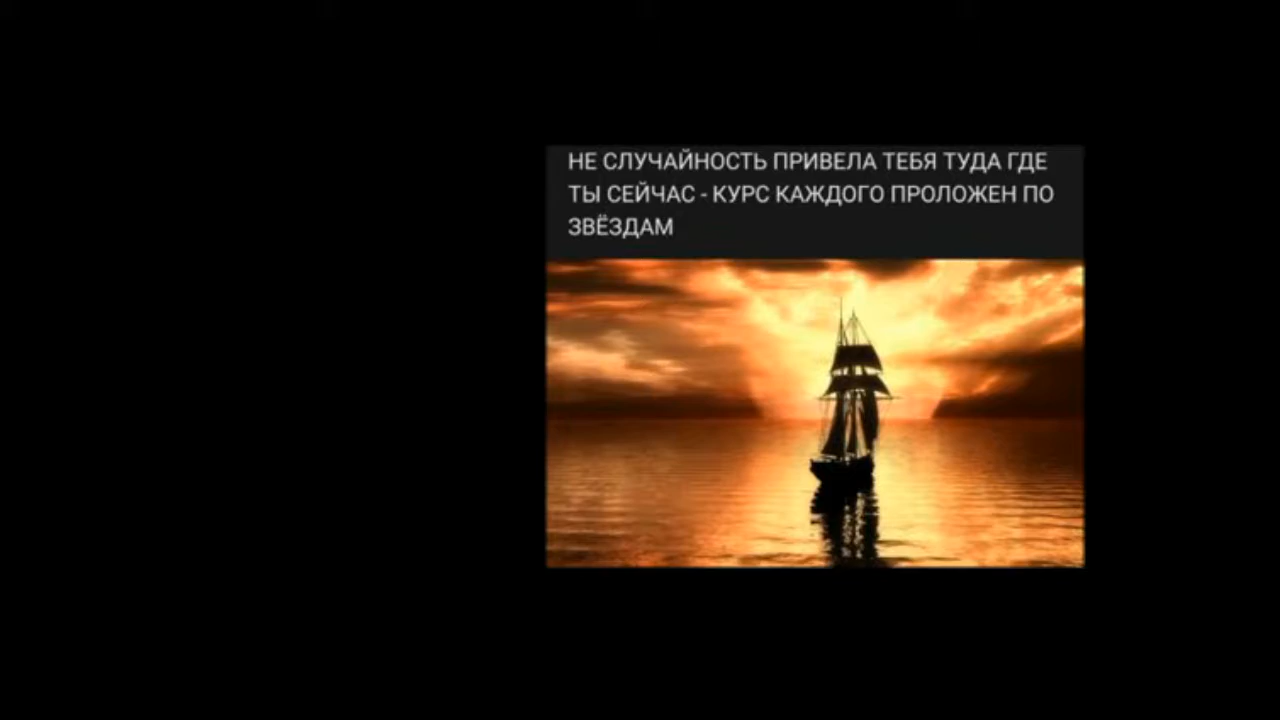 НЕ СЛУЧАЙНОСТЬ ПРИВЕЛА ТЕБЯ ТУДА ГДЕ
ТЫ СЕЙЧАС - КУРС КАЖДОГО ПРОЛОЖЕН ПО
ЗВЁЗДАМ